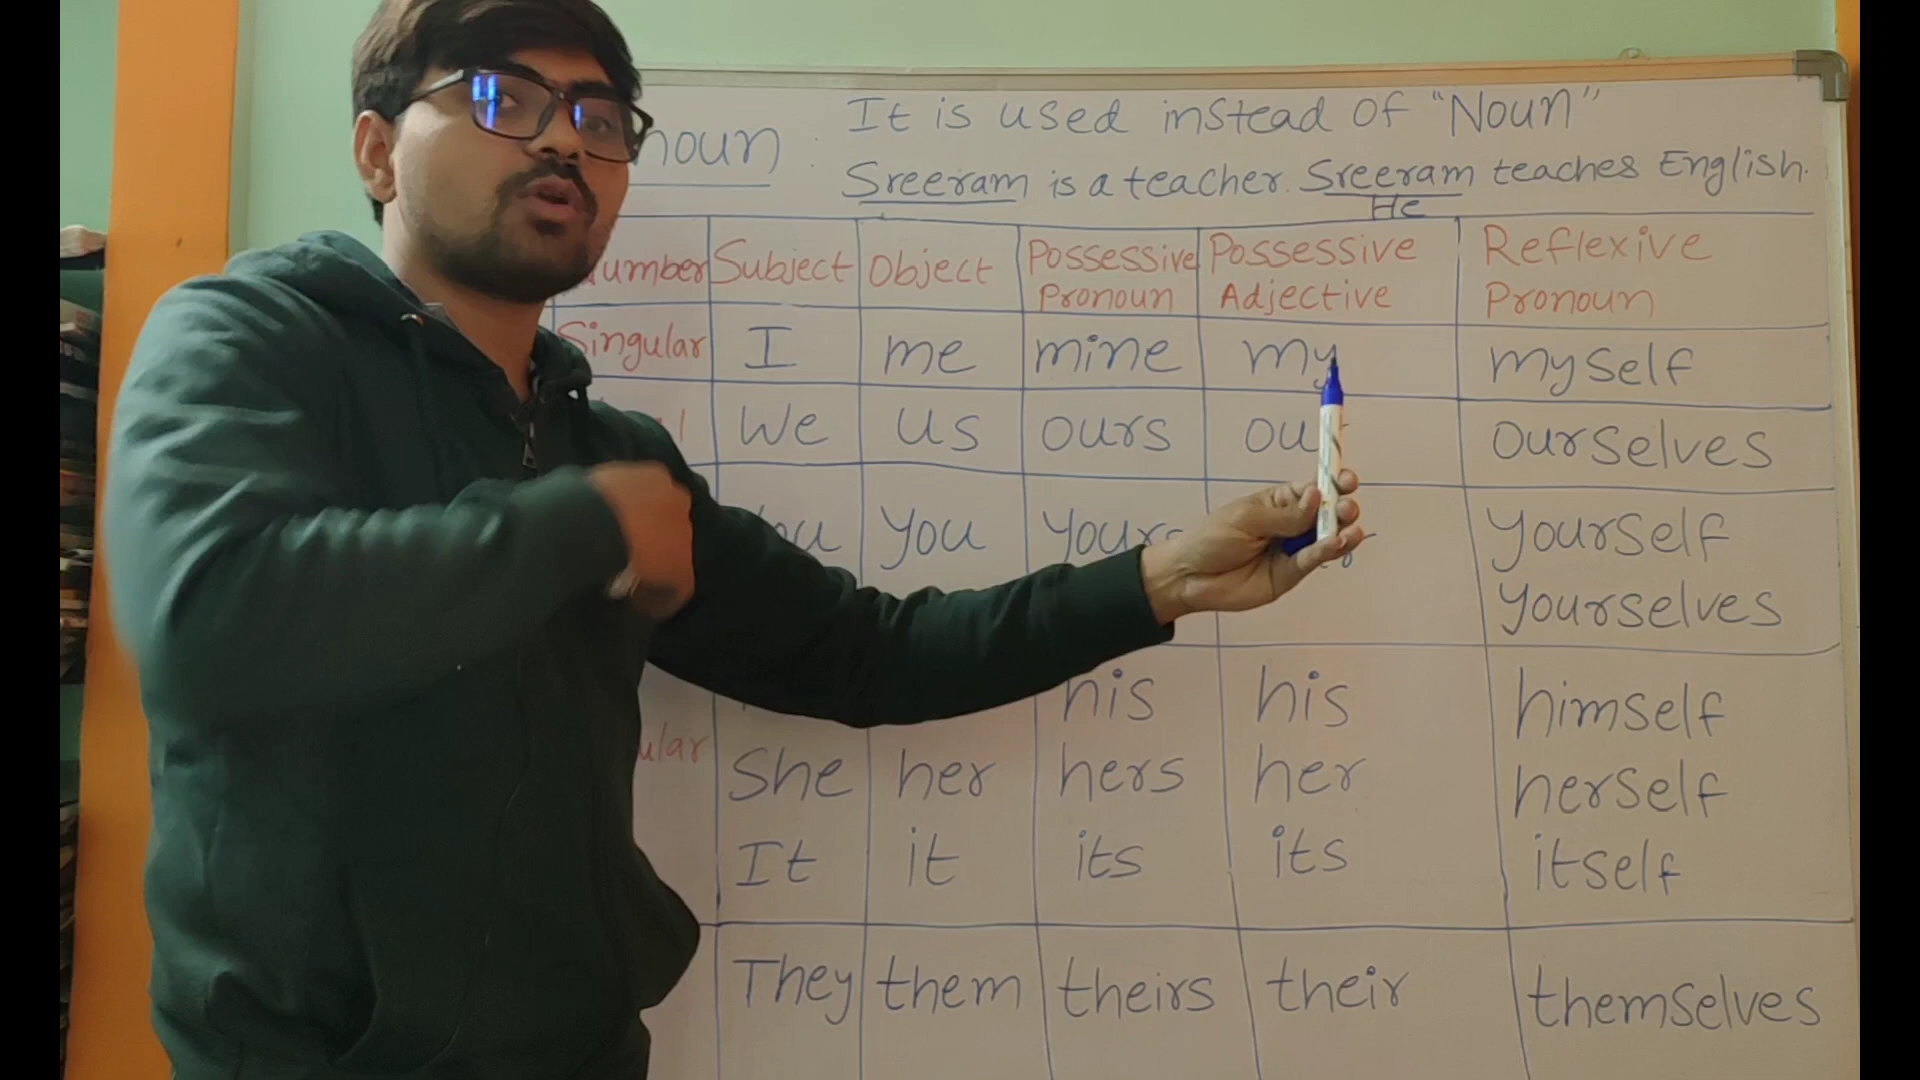 noun : It is used instead of "Noun"
Sreeram is a teacher. Sreeram teaches English.
He
Number Subject Object Possessive Pronoun Possessive Adjective Reflexive Pronoun
Singular I me mine my myself
We us ours our ourselves
you yours yourself
yourselves
his his himself
She her hers her herself
It it its its itself
They them theirs their themselves